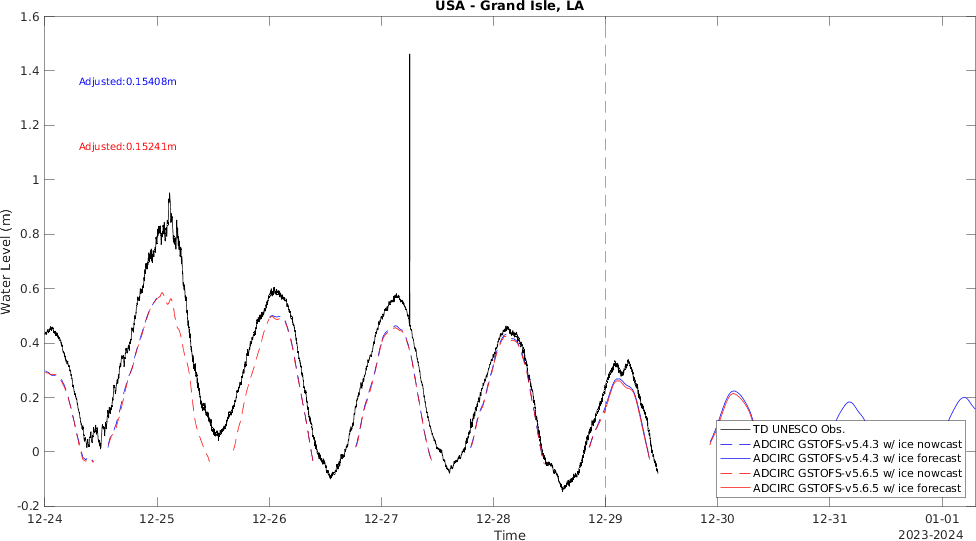 USA - Grand Isle, LA
1.6
1.4
1.2
1
0.8
0.6
0.4
0.2
0
-0.2
Water Level (m)
Adjusted:0.15408m
Adjusted:0.15241m
TD UNESCO Obs.
ADCIRC GSTOFS-v5.4.3 w/ ice nowcast
ADCIRC GSTOFS-v5.4.3 w/ ice forecast
ADCIRC GSTOFS-v5.6.5 w/ ice nowcast
ADCIRC GSTOFS-v5.6.5 w/ ice forecast
12-24 12-25 12-26 12-27 12-28 12-29 12-30 12-31 01-01
Time
2023-2024